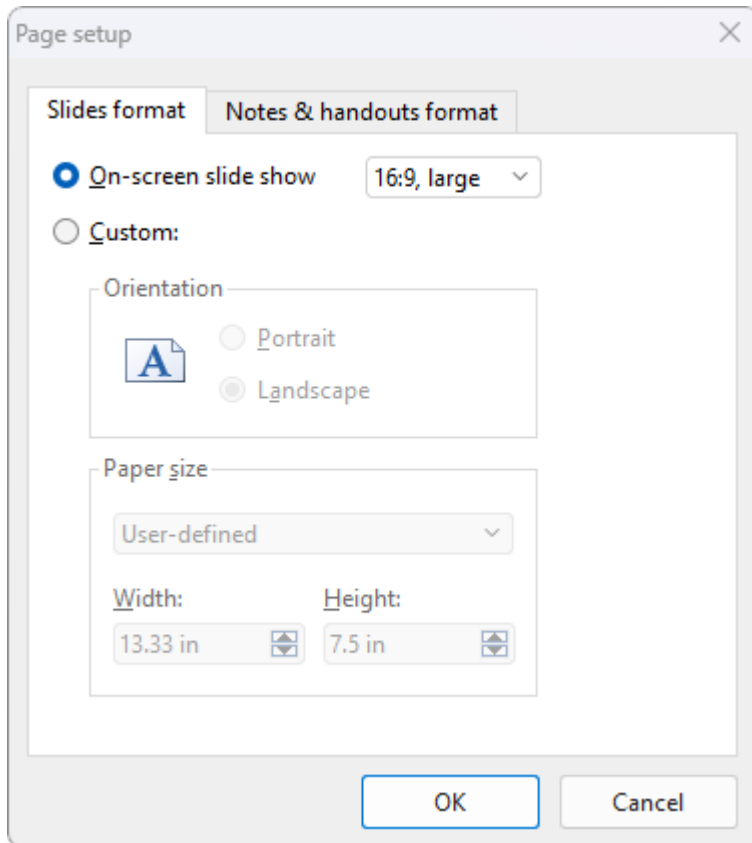 Page setup
Slides format Notes & handouts format
On-screen slide show 16:9, large
Custom:
Orientation
A Portrait
Landscape
Paper size
User-defined
Width: Height:
13.33 in 7.5 in
OK Cancel